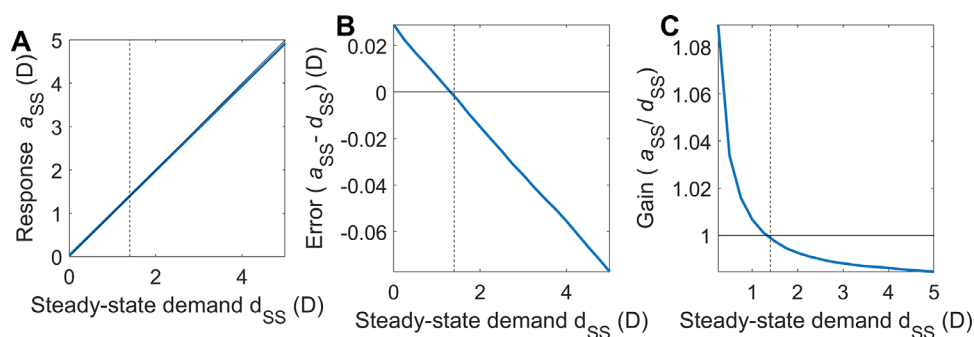 A
Response a_SS (D)
5
4
3
2
1
0
0 2 4
Steady-state demand d_SS (D)
B
Error ( a_SS - d_SS) (D)
0.02
0
-0.02
-0.04
-0.06
0 2 4
Steady-state demand d_SS (D)
C
Gain ( a_SS / d_SS)
1.08
1.06
1.04
1.02
1
1 2 3 4 5
Steady-state demand d_SS (D)